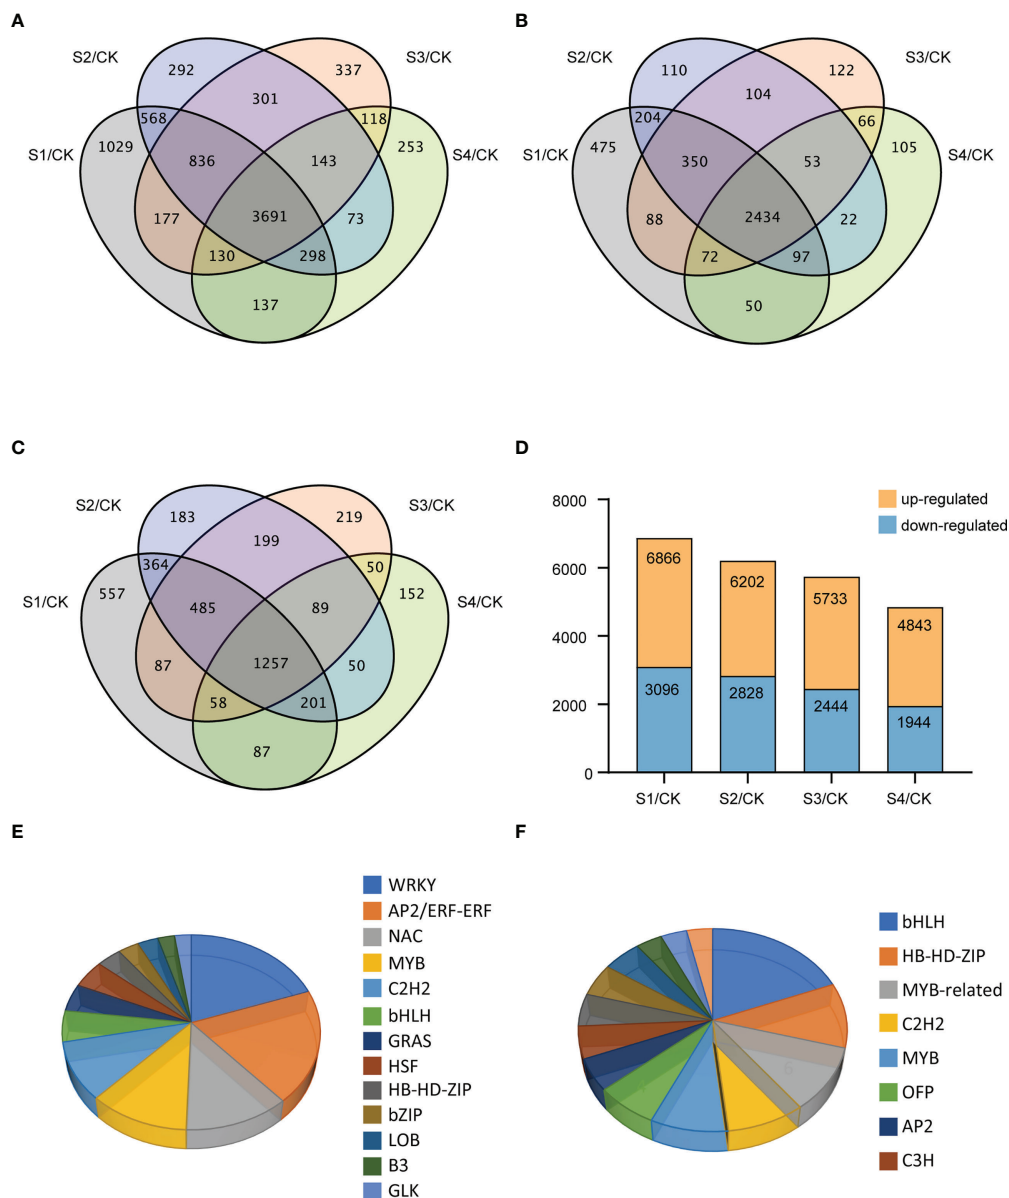 A
S2/CK
S3/CK
S1/CK
S4/CK
292
337
301
568
118
1029
253
836
143
177
3691
73
130
298
137
B
S2/CK
S3/CK
S1/CK
S4/CK
110
122
104
204
66
475
105
350
53
88
2434
22
72
97
50
C
S2/CK
S3/CK
S1/CK
S4/CK
183
219
199
364
50
557
152
485
89
87
1257
50
58
201
87
D
up-regulated
down-regulated
8000
6000
4000
2000
0
6866
6202
5733
4843
3096
2828
2444
1944
S1/CK
S2/CK
S3/CK
S4/CK
E
WRKY
AP2/ERF-ERF
NAC
MYB
C2H2
bHLH
GRAS
HSF
HB-HD-ZIP
bZIP
LOB
B3
GLK
F
bHLH
HB-HD-ZIP
MYB-related
C2H2
MYB
OFP
AP2
C3H